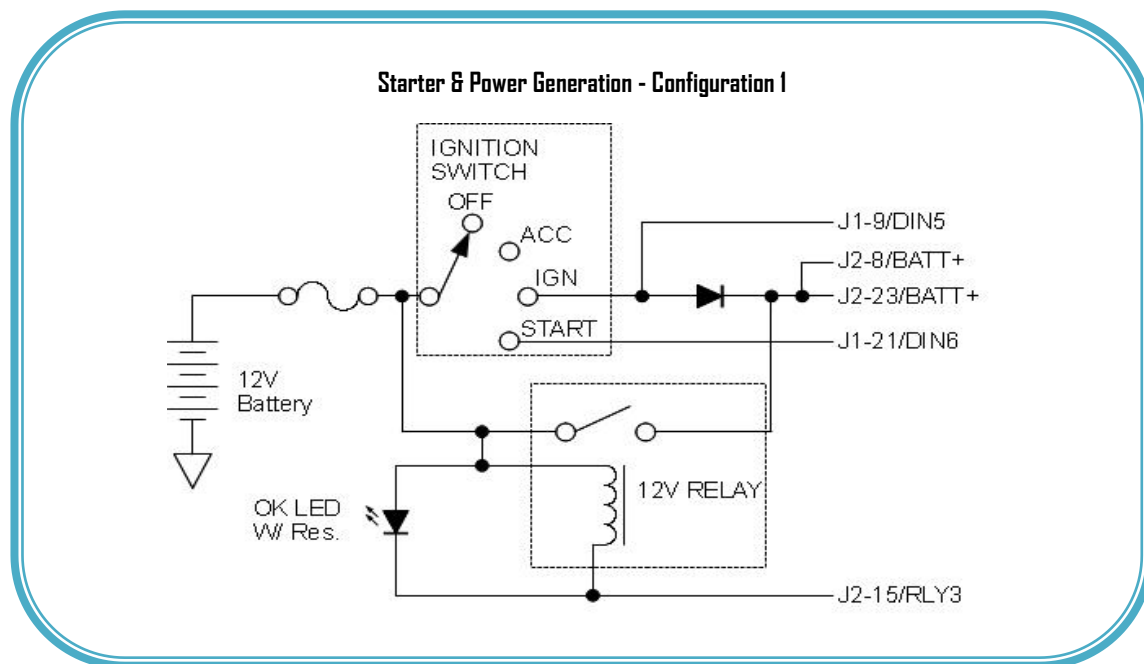 Starter & Power Generation - Configuration 1
IGNITION
SWITCH
OFF
ACC
IGN
START
J1-9/DIN5
J2-8/BATT+
J2-23/BATT+
J1-21/DIN6
12V
Battery
12V RELAY
OK LED
W/ Res.
J2-15/RLY3